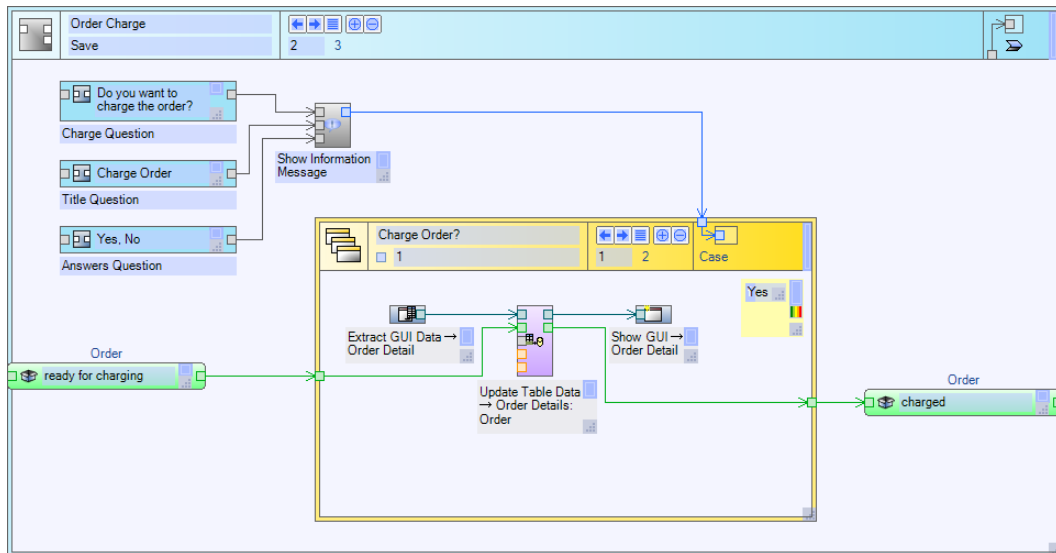 Order Charge
Save
2 3
Do you want to
charge the order?
Charge Question
Charge Order
Title Question
Yes, No
Answers Question
Show Information
Message
Charge Order?
1
1 2
Case
Yes
Extract GUI Data →
Order Detail
Show GUI →
Order Detail
Update Table Data
→ Order Details:
Order
Order
ready for charging
Order
charged